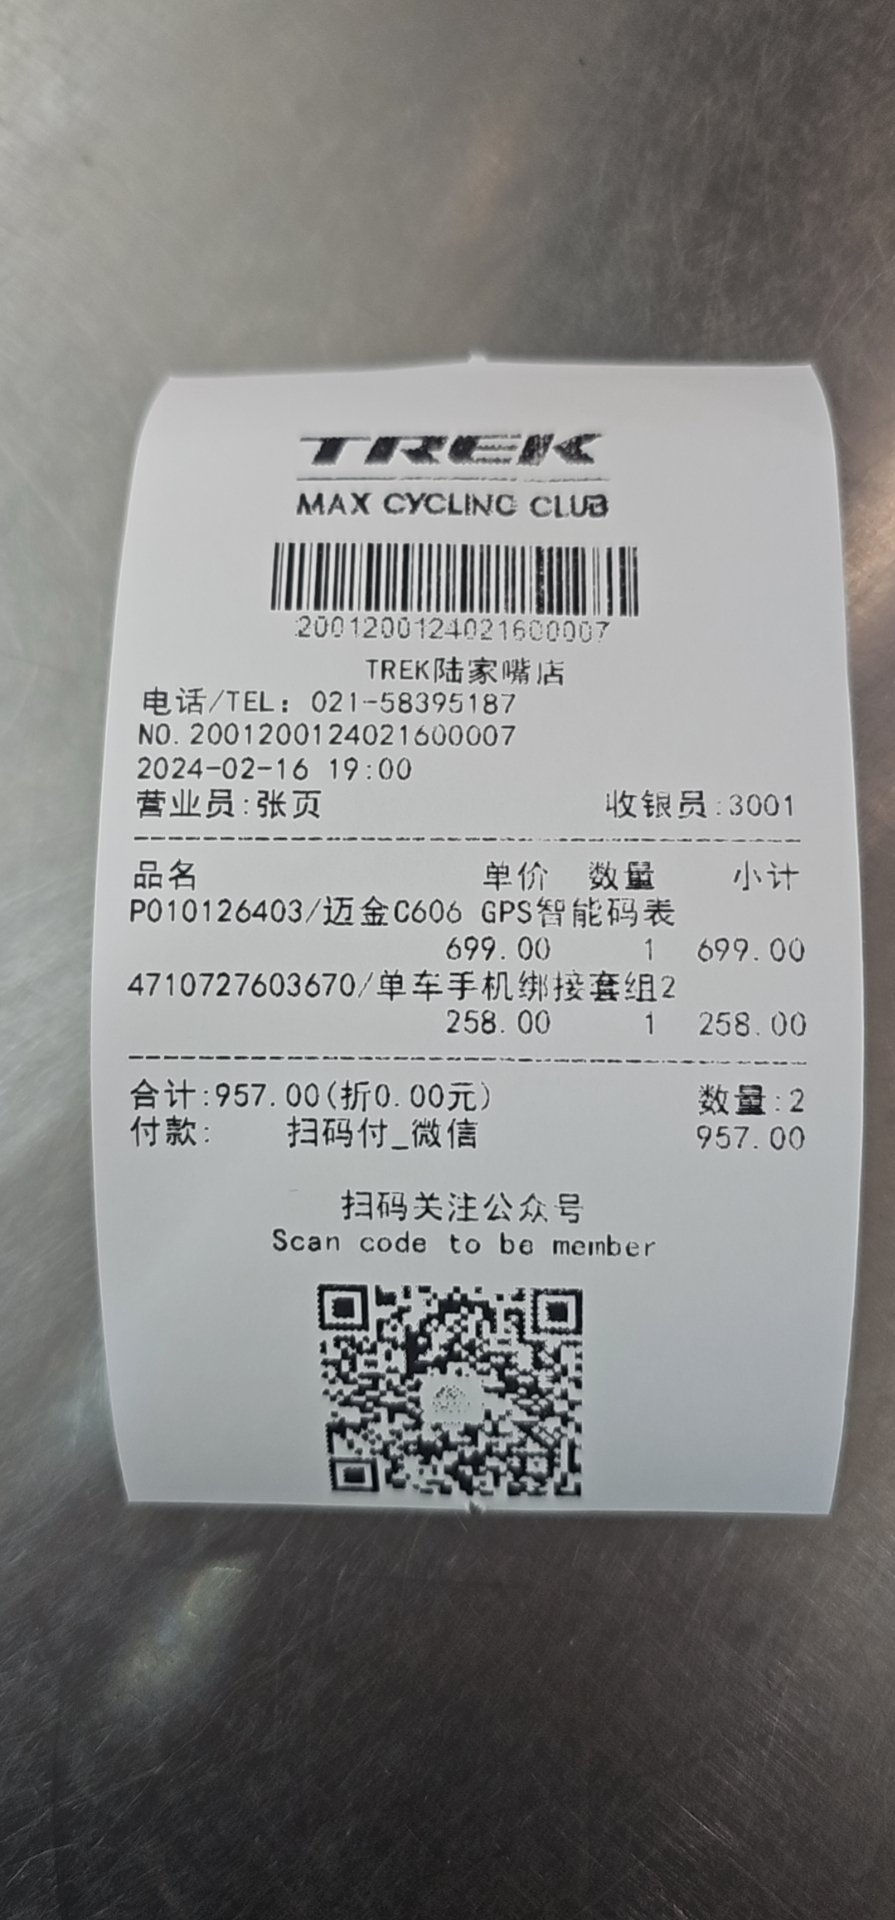 TREK
MAX CYCLING CLUB
2001200124021600007
TREK陆家嘴店
电话/TEL: 021-58395187
NO.2001200124021600007
2024-02-16 19:00
营业员:张页 收银员:3001
品名 单价 数量 小计
P010126403/迈金C606 GPS智能码表
699.00 1 699.00
4710727603670/单车手机绑接套组2
258.00 1 258.00
合计:957.00(折0.00元) 数量:2
付款: 扫码付_微信 957.00
扫码关注公众号
Scan code to be member